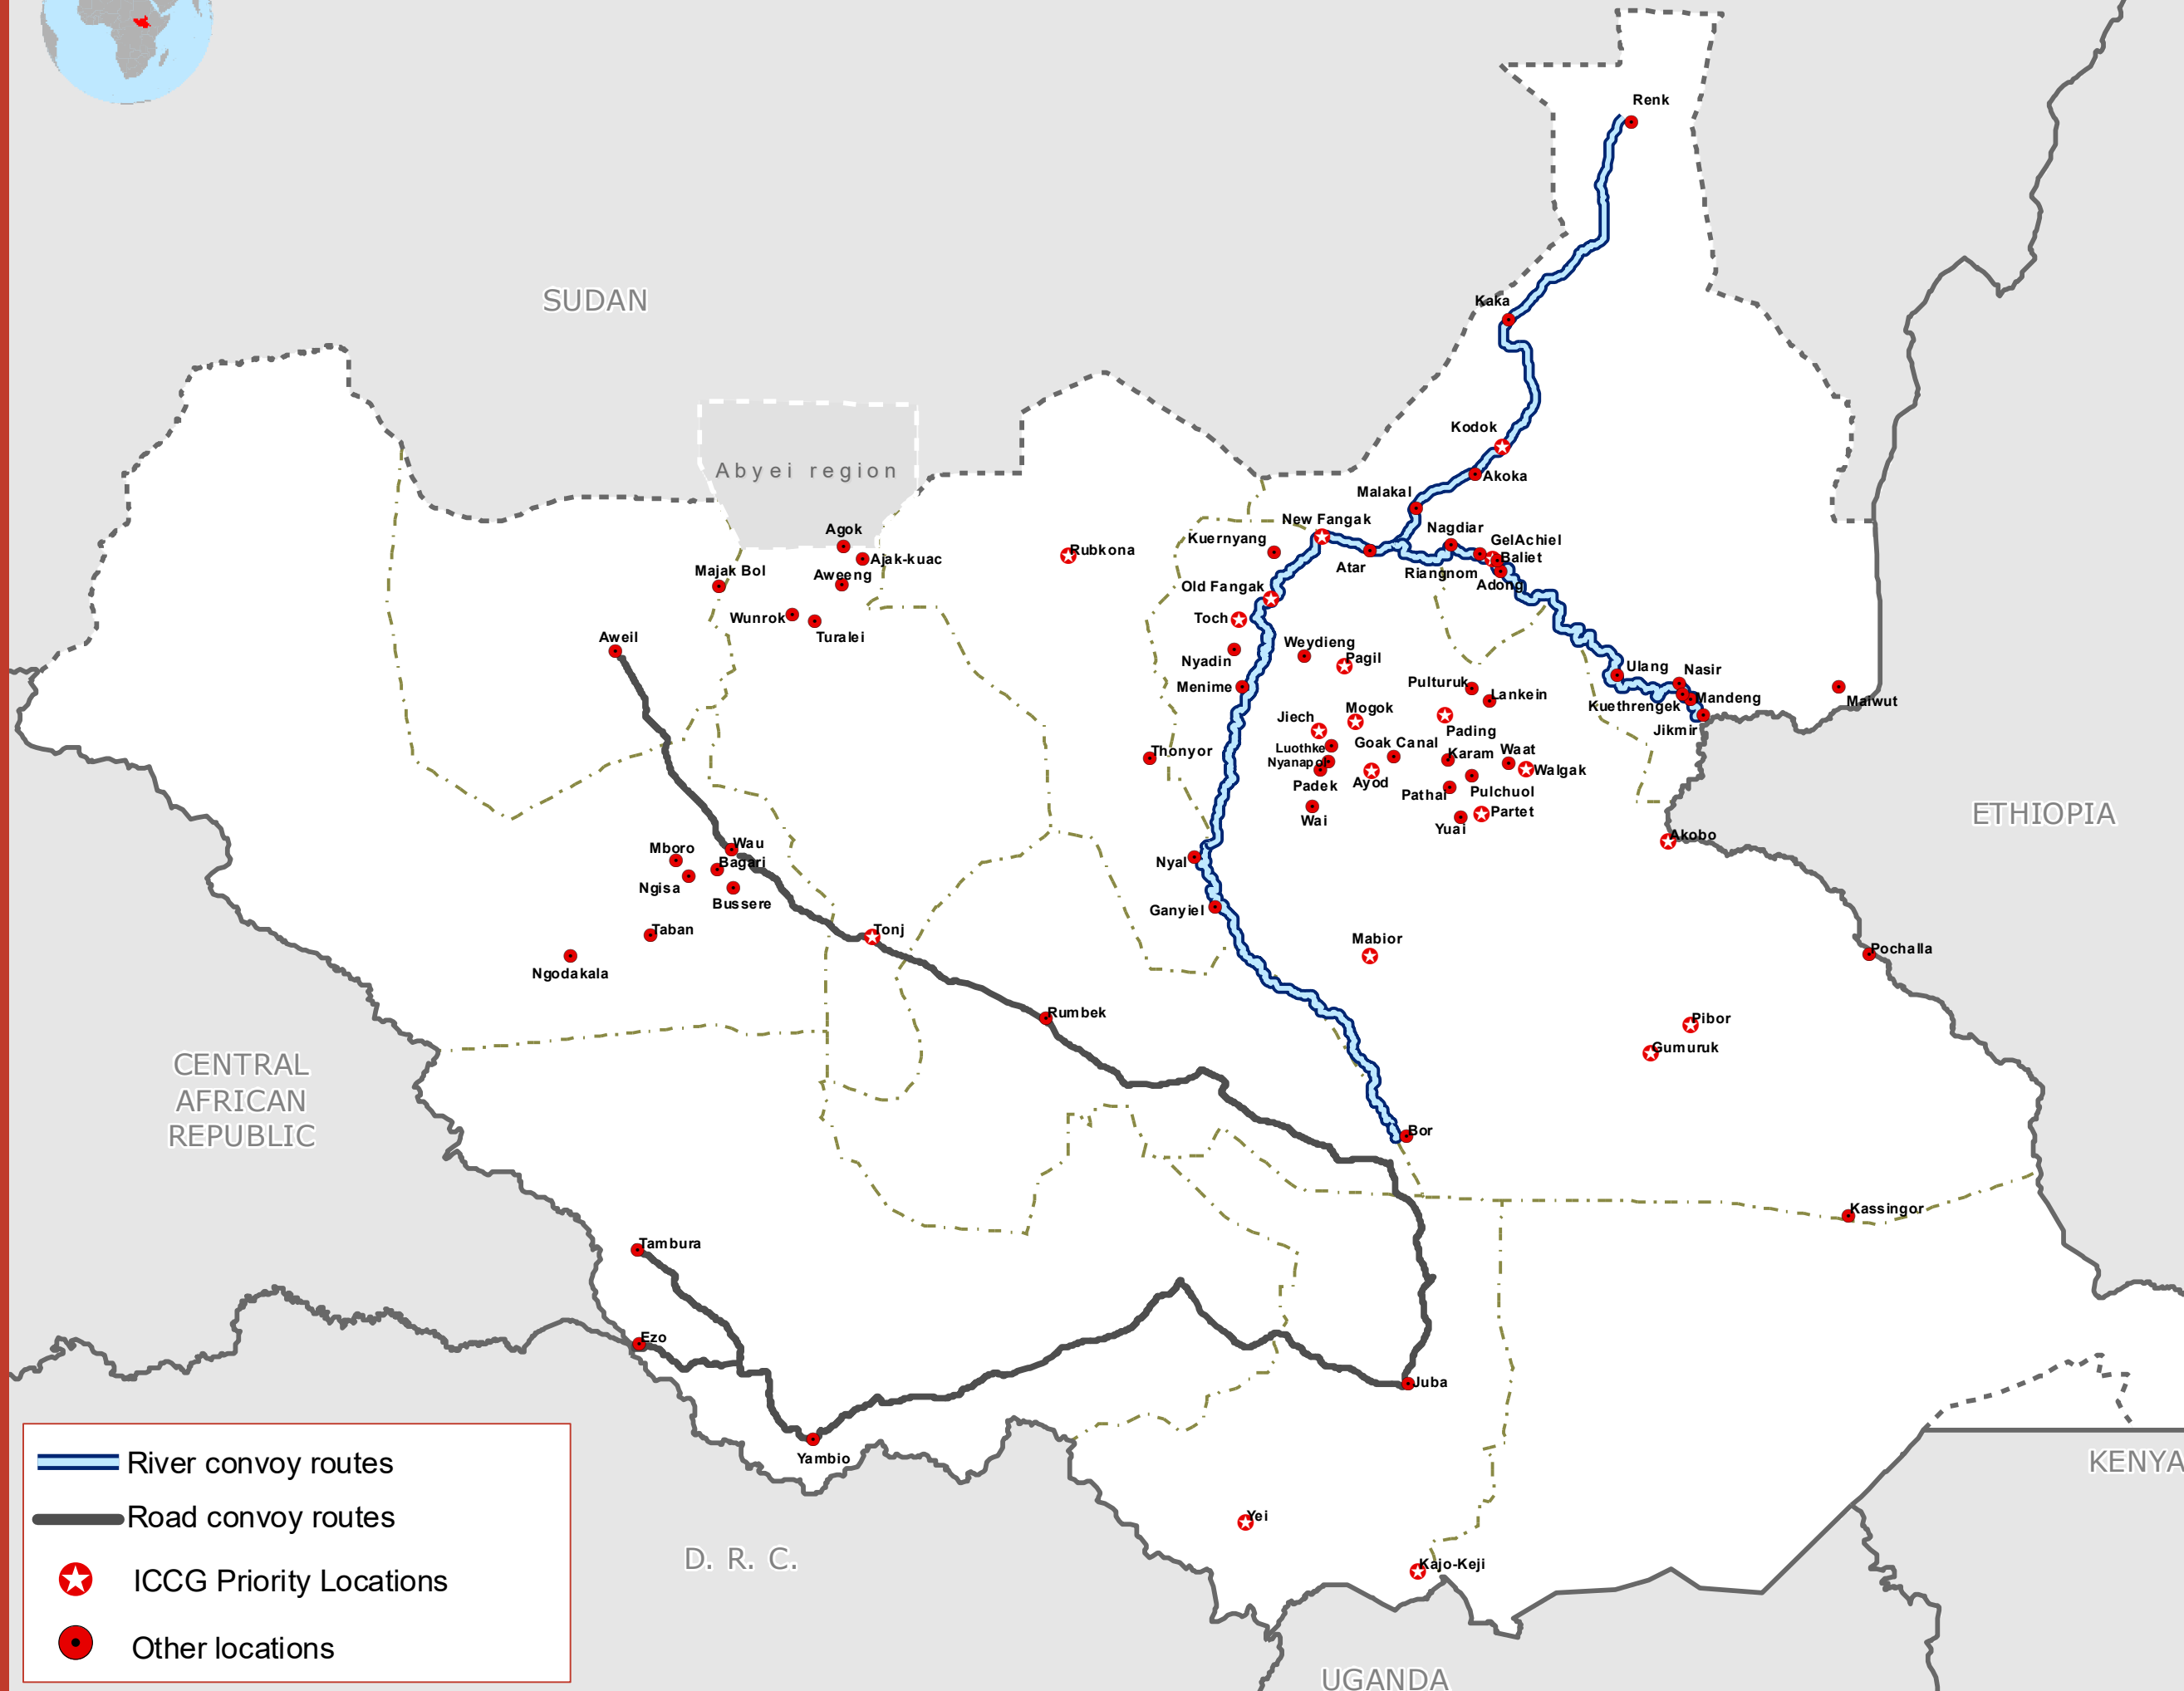 Renk
SUDAN
Kaka
Kodok
Abyei region
Akoka
Malakal
New Fangak
Nagdiar
Agok
Kuernyang
GelAchiel
Rubkona
Ajak-kuac
Baliet
Majak Bol
Aweeng
Atar
Riangnom
Adong
Old Fangak
Wunrok
Toch
Turalei
Aweil
Weydieng
Pagil
Nyadin
Ulang
Nasir
Menime
Pulturuk
Lankein
Kuethrengek
Mandeng
Maiwut
Jiech
Mogok
Pading
Jikmir
Thonyor
Luothke
Goak Canal
Karam
Waat
Nyanapol
Walgak
Padek
Ayod
Pathai
Pulchuol
Wai
Partet
Yuai
ETHIOPIA
Akobo
Wau
Mboro
Bagari
Nyal
Ngisa
Bussere
Ganyiel
Taban
Tonj
Mabior
Pochalla
Ngodakala
Rumbek
Pibor
Gumuruk
CENTRAL
AFRICAN
REPUBLIC
Bor
Kassingor
Tambura
Ezo
Juba
Yambio
KENYA
Yei
D. R. C.
Kajo-Keji
UGANDA
River convoy routes
Road convoy routes
ICCG Priority Locations
Other locations